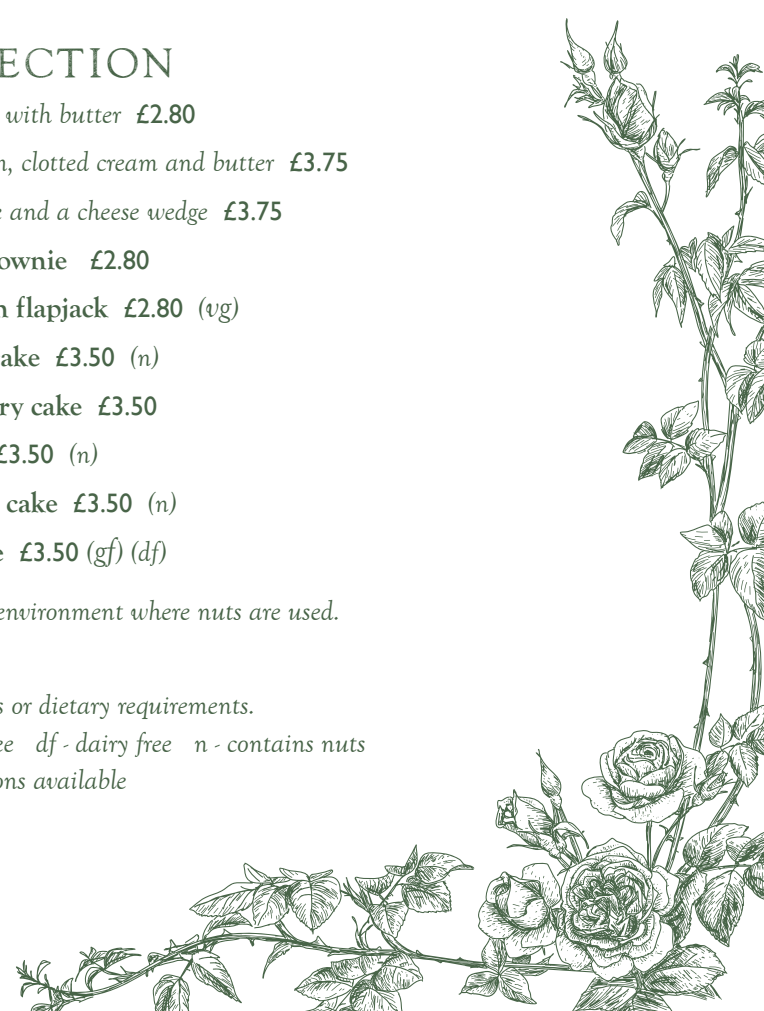 ECTION
with butter £2.80
n, clotted cream and butter £3.75
e and a cheese wedge £3.75
ownie £2.80
n flapjack £2.80 (vg)
ake £3.50 (n)
ry cake £3.50
£3.50 (n)
cake £3.50 (n)
e £3.50 (gf) (df)
environment where nuts are used.
s or dietary requirements.
ee df - dairy free n - contains nuts
ons available